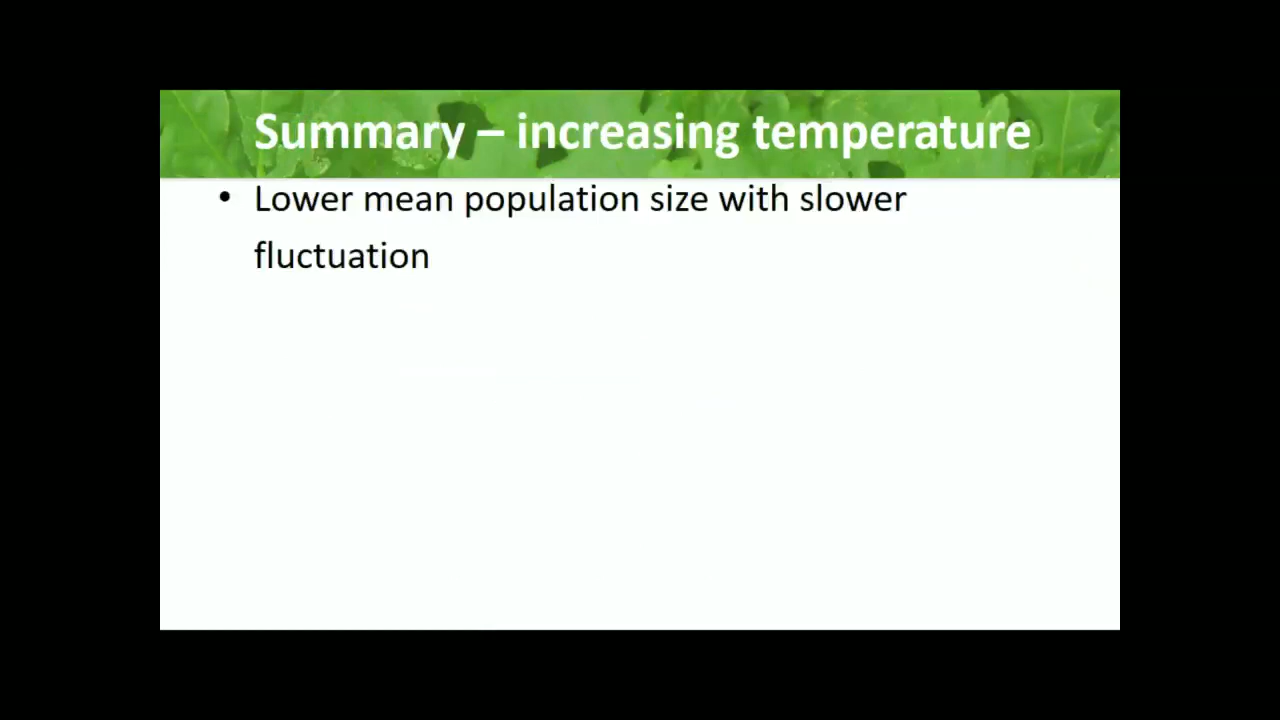 Summary – increasing temperature
• Lower mean population size with slower
fluctuation